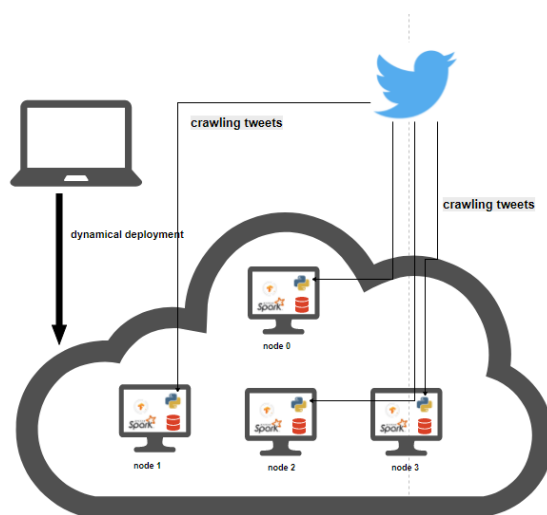 crawling tweets
crawling tweets
dynamical deployment
Spark
node 0
Spark
Spark
Spark
node 1
node 2
node 3